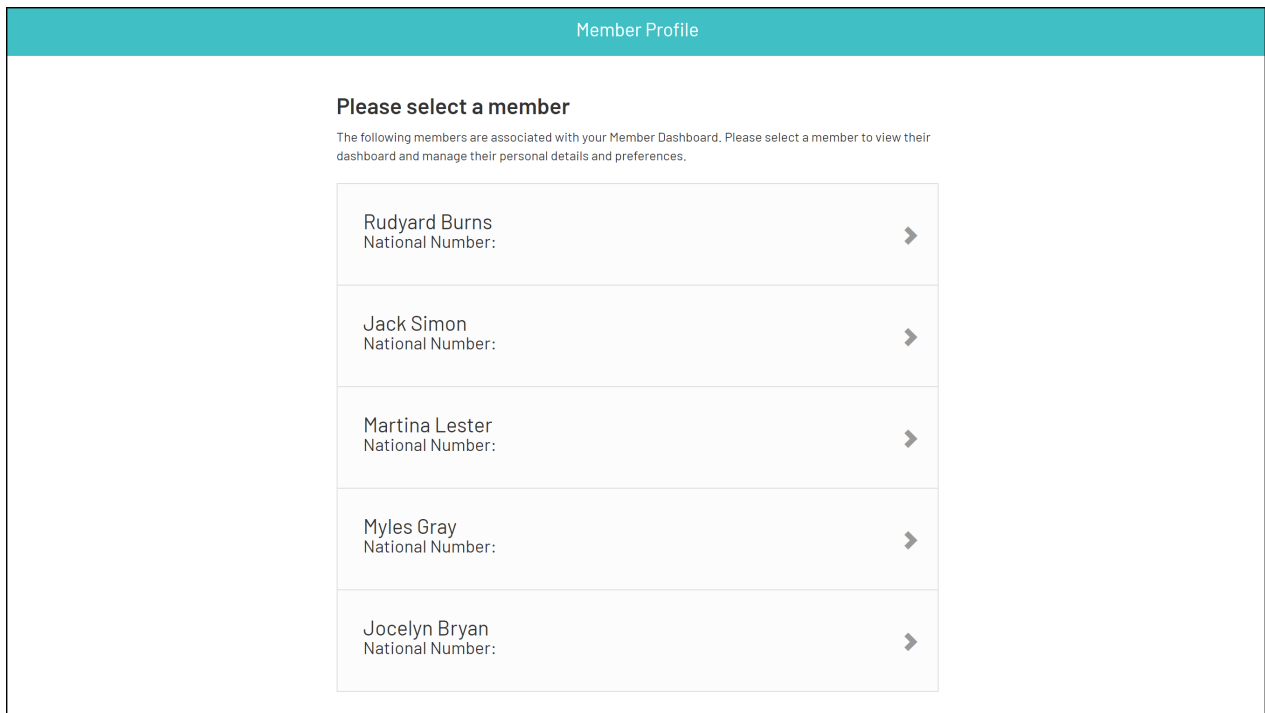 Member Profile
Please select a member
The following members are associated with your Member Dashboard. Please select a member to view their
dashboard and manage their personal details and preferences.
Rudyard Burns
National Number:
Jack Simon
National Number:
Martina Lester
National Number:
Myles Gray
National Number:
Jocelyn Bryan
National Number: